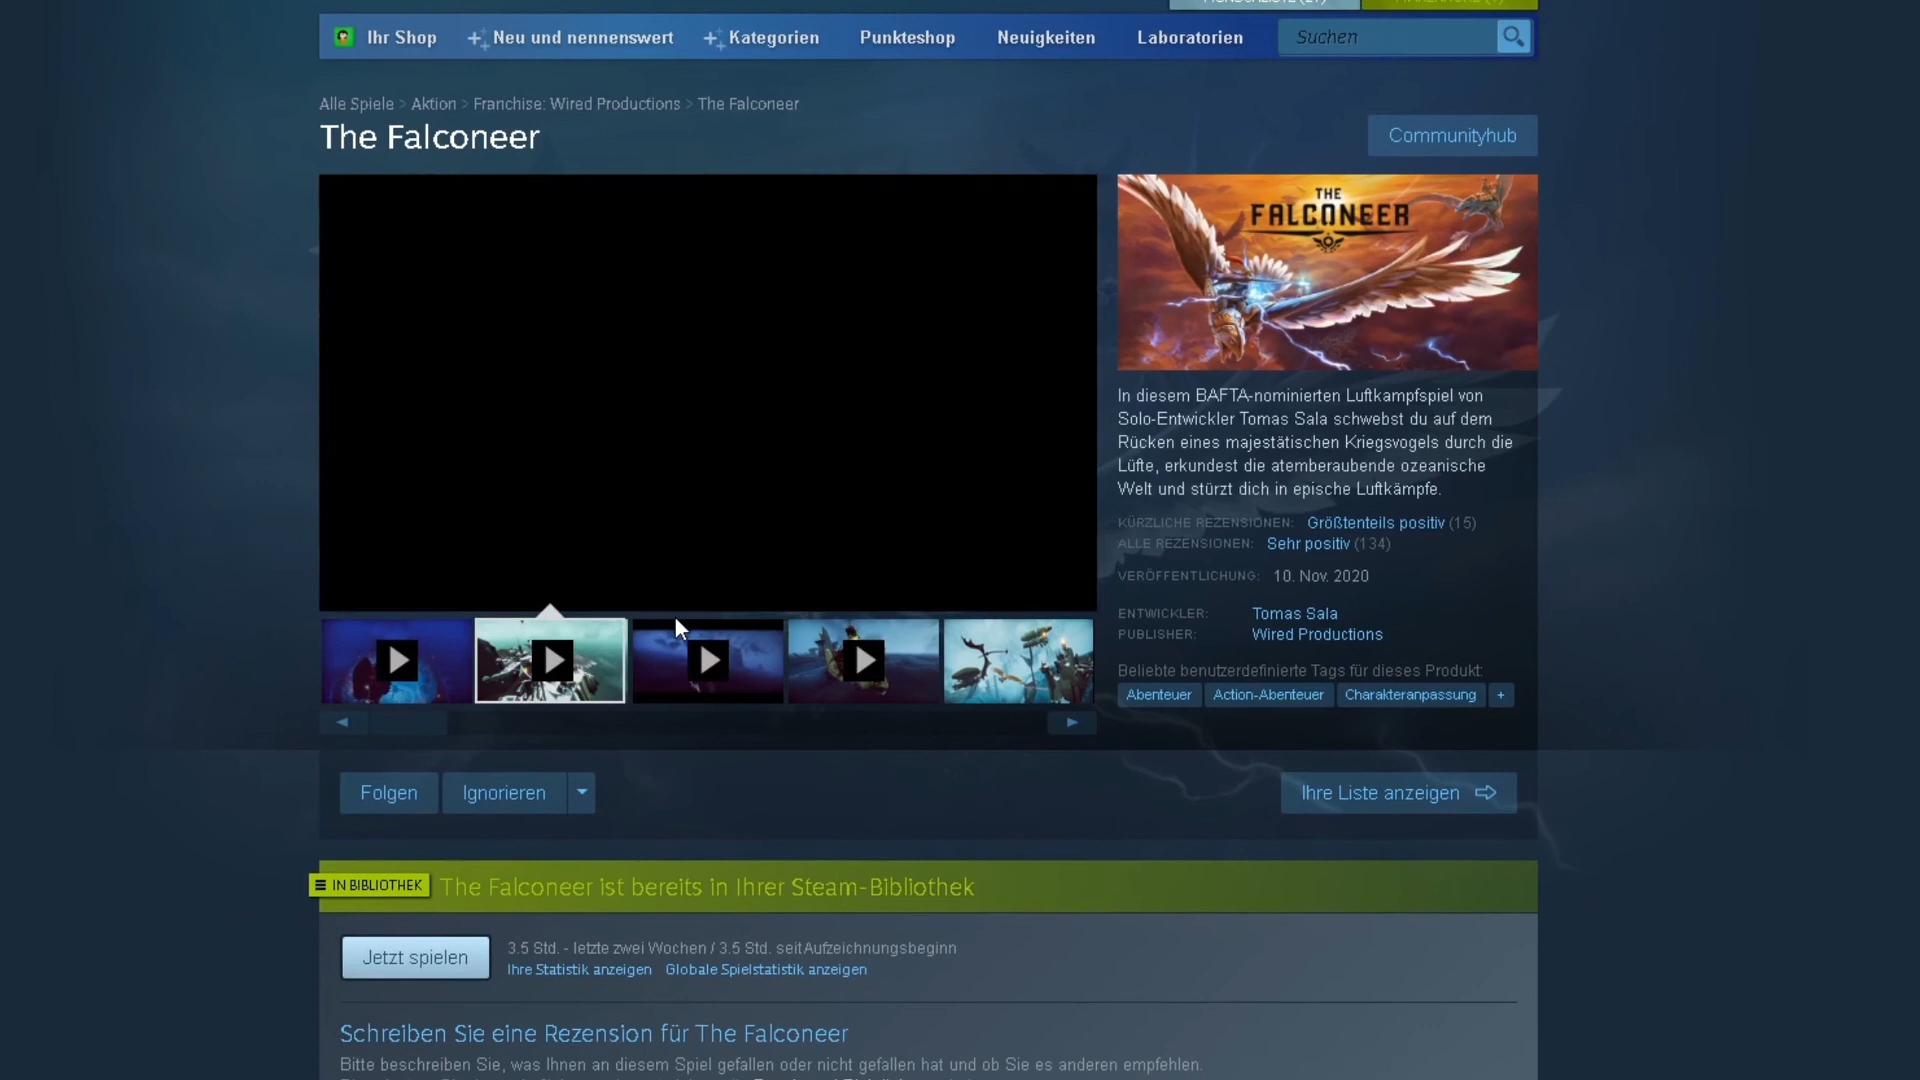 Ihr Shop
Neu und nennenswert
Kategorien
Punkteshop
Neuigkeiten
Laboratorien
Suchen
Alle Spiele > Aktion > Franchise: Wired Productions > The Falconeer
The Falconeer
Communityhub
THE
FALCONEER
In diesem BAFTA-nominierten Luftkampfspiel von
Solo-Entwickler Tomas Sala schwebst du auf dem
Rücken eines majestätischen Kriegsvogels durch die
Lüfte, erkundest die atemberaubende ozeanische
Welt und stürzt dich in epische Luftkämpfe.
KÜRZLICHE REZENSIONEN: Größtenteils positiv (15)
ALLE REZENSIONEN: Sehr positiv (134)
VERÖFFENTLICHUNG: 10. Nov. 2020
ENTWICKLER: Tomas Sala
PUBLISHER: Wired Productions
Beliebte benutzerdefinierte Tags für dieses Produkt:
Abenteuer Action-Abenteuer Charakteranpassung +
Folgen
Ignorieren
Ihre Liste anzeigen
IN BIBLIOTHEK
The Falconeer ist bereits in Ihrer Steam-Bibliothek
Jetzt spielen
3.5 Std. - letzte zwei Wochen / 3.5 Std. seit Aufzeichnungsbeginn
Ihre Statistik anzeigen Globale Spielstatistik anzeigen
Schreiben Sie eine Rezension für The Falconeer
Bitte beschreiben Sie, was Ihnen an diesem Spiel gefallen oder nicht gefallen hat und ob Sie es anderen empfehlen.